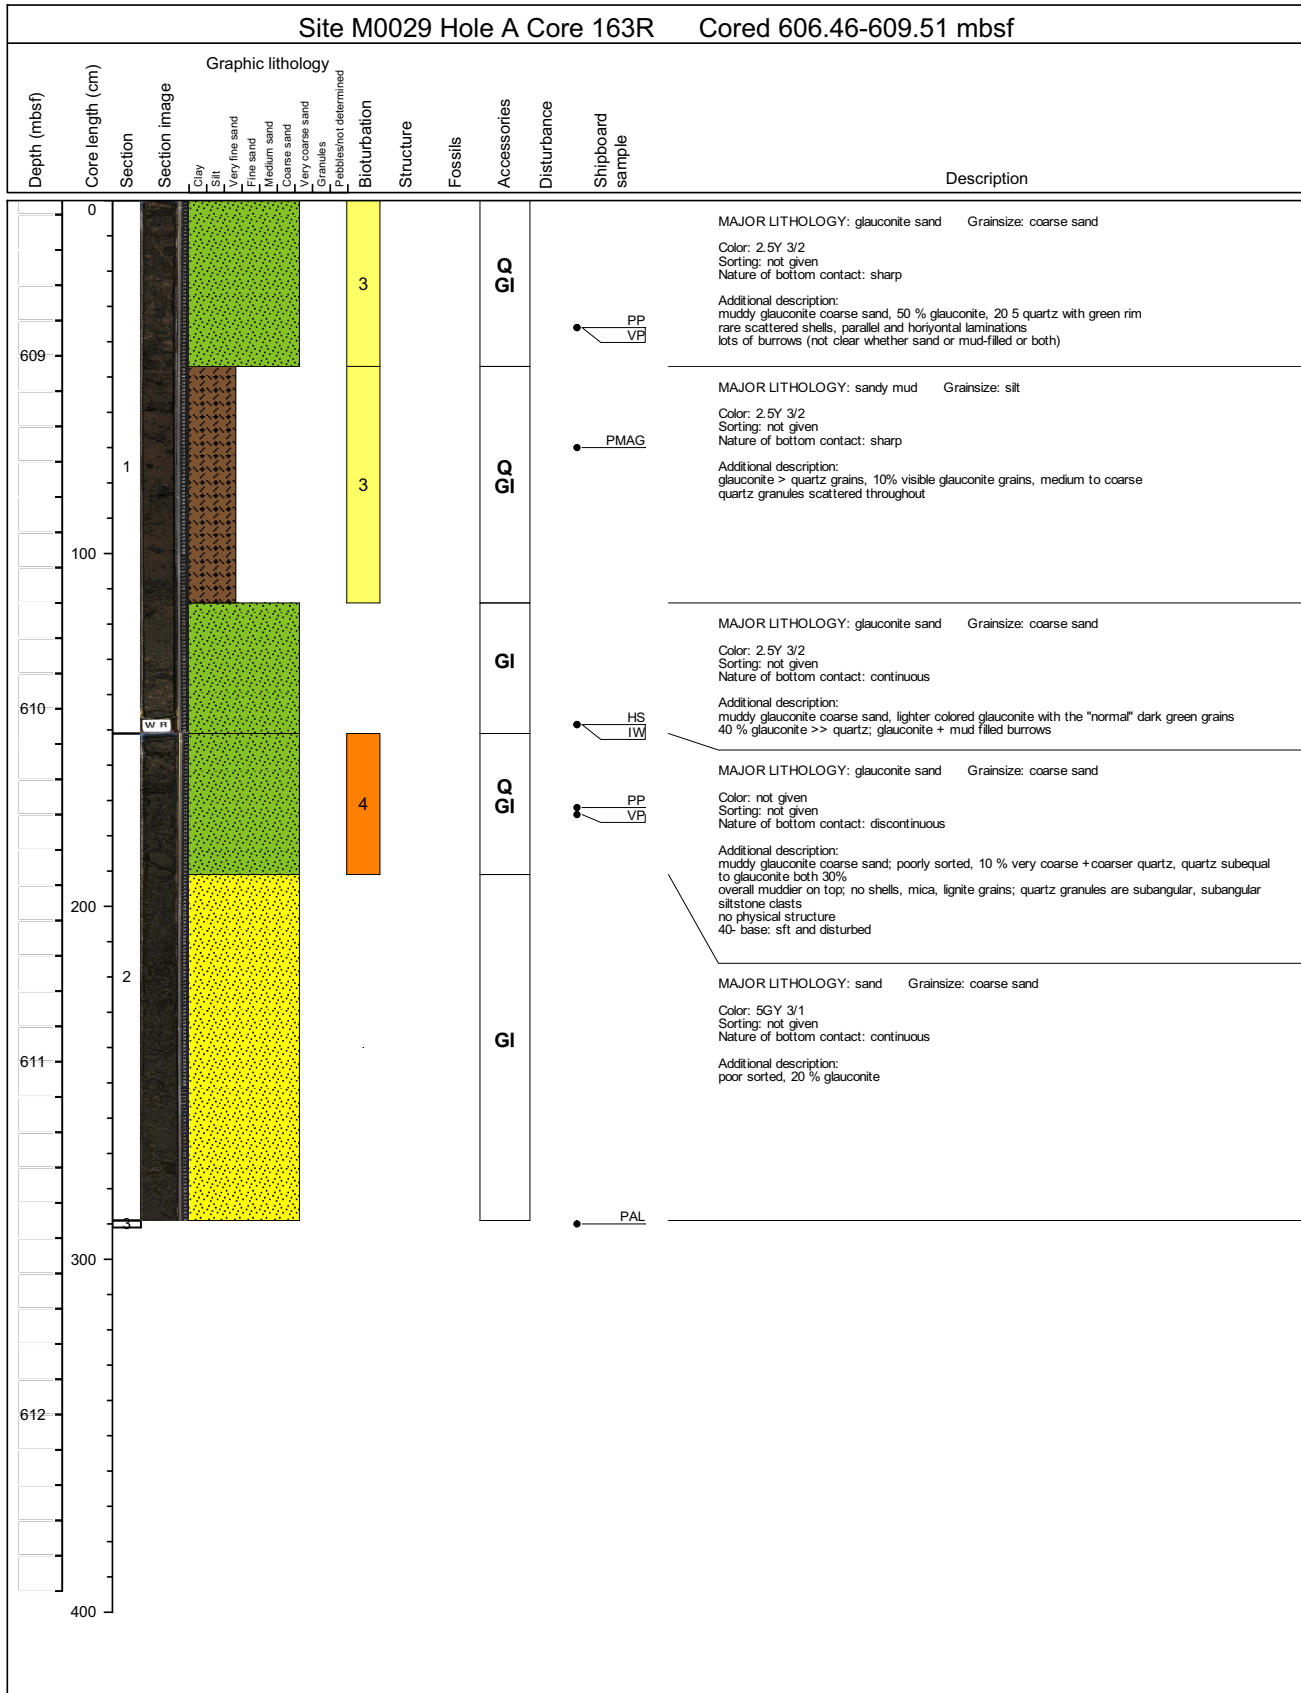 Site M0029 Hole A Core 163R Cored 606.46-609.51 mbsf
Depth (mbsf)
Core length (cm)
Section
Section image
Graphic lithology
Clay
Silt
Very fine sand
Fine sand
Medium sand
Coarse sand
Very coarse sand
Granules
Pebbles/not determined
Bioturbation
Structure
Fossils
Accessories
Disturbance
Shipboard
sample
Description
0
100
200
300
400
609
610
611
612
1
2
3
W R
3
3
4
Q
Gl
Q
Gl
Gl
Q
Gl
Gl
PP
VP
PMAG
HS
IW
PP
VP
PAL
MAJOR LITHOLOGY: glauconite sand Grainsize: coarse sand
Color: 2.5Y 3/2
Sorting: not given
Nature of bottom contact: sharp
Additional description:
muddy glauconite coarse sand, 50 % glauconite, 20 5 quartz with green rim
rare scattered shells, parallel and horiyontal laminations
lots of burrows (not clear whether sand or mud-filled or both)
MAJOR LITHOLOGY: sandy mud Grainsize: silt
Color: 2.5Y 3/2
Sorting: not given
Nature of bottom contact: sharp
Additional description:
glauconite > quartz grains, 10% visible glauconite grains, medium to coarse
quartz granules scattered throughout
MAJOR LITHOLOGY: glauconite sand Grainsize: coarse sand
Color: 2.5Y 3/2
Sorting: not given
Nature of bottom contact: continuous
Additional description:
muddy glauconite coarse sand, lighter colored glauconite with the "normal" dark green grains
40 % glauconite >> quartz; glauconite + mud filled burrows
MAJOR LITHOLOGY: glauconite sand Grainsize: coarse sand
Color: not given
Sorting: not given
Nature of bottom contact: discontinuous
Additional description:
muddy glauconite coarse sand; poorly sorted, 10 % very coarse +coarser quartz, quartz subequal
to glauconite both 30%
overall muddier on top; no shells, mica, lignite grains; quartz granules are subangular, subangular
siltstone clasts
no physical structure
40- base: sft and disturbed
MAJOR LITHOLOGY: sand Grainsize: coarse sand
Color: 5GY 3/1
Sorting: not given
Nature of bottom contact: continuous
Additional description:
poor sorted, 20 % glauconite